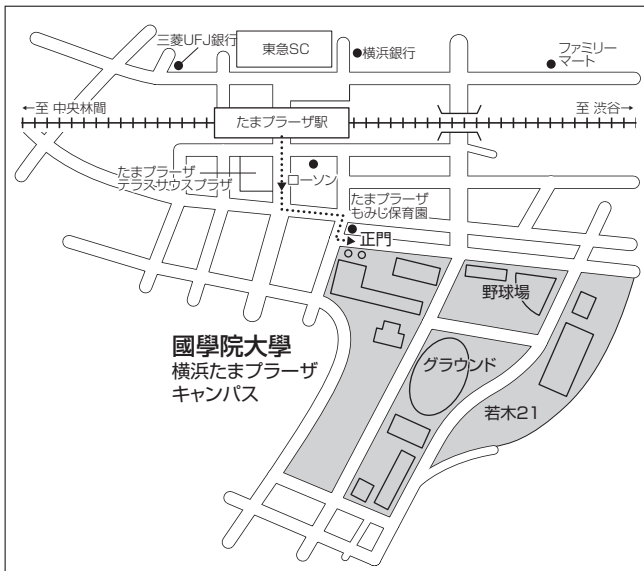 三菱UFJ銀行
東急SC
横浜銀行
ファミリー
マート
←至 中央林間
至 渋谷→
たまプラーザ駅
たまプラーザ
テラスサウスプラザ
ローソン
たまプラーザ
もみじ保育園
正門
野球場
國學院大學
横浜たまプラーザ
キャンパス
グラウンド
若木21